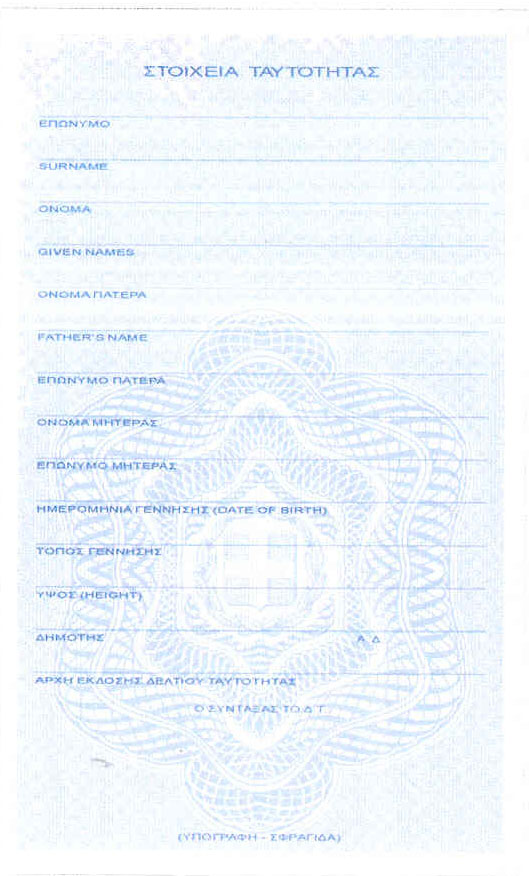 ΣΤΟΙΧΕΙΑ ΤΑΥΤΟΤΗΤΑΣ
ΕΠΩΝΥΜΟ
SURNAME
ΟΝΟΜΑ
GIVEN NAMES
ΟΝΟΜΑ ΠΑΤΕΡΑ
FATHER'S NAME
ΕΠΩΝΥΜΟ ΠΑΤΕΡΑ
ΟΝΟΜΑ ΜΗΤΕΡΑΣ
ΕΠΩΝΥΜΟ ΜΗΤΕΡΑΣ
ΗΜΕΡΟΜΗΝΙΑ ΓΕΝΝΗΣΗΣ (DATE OF BIRTH)
ΤΟΠΟΣ ΓΕΝΝΗΣΗΣ
ΥΨΟΣ (HEIGHT)
ΔΗΜΟΤΗΣ Α.Δ.
ΑΡΧΗ ΕΚΔΟΣΗΣ ΔΕΛΤΙΟΥ ΤΑΥΤΟΤΗΤΑΣ
Ο ΣΥΝΤΑΞΑΣ ΤΟ Δ.Τ.
(ΥΠΟΓΡΑΦΗ - ΣΦΡΑΓΙΔΑ)